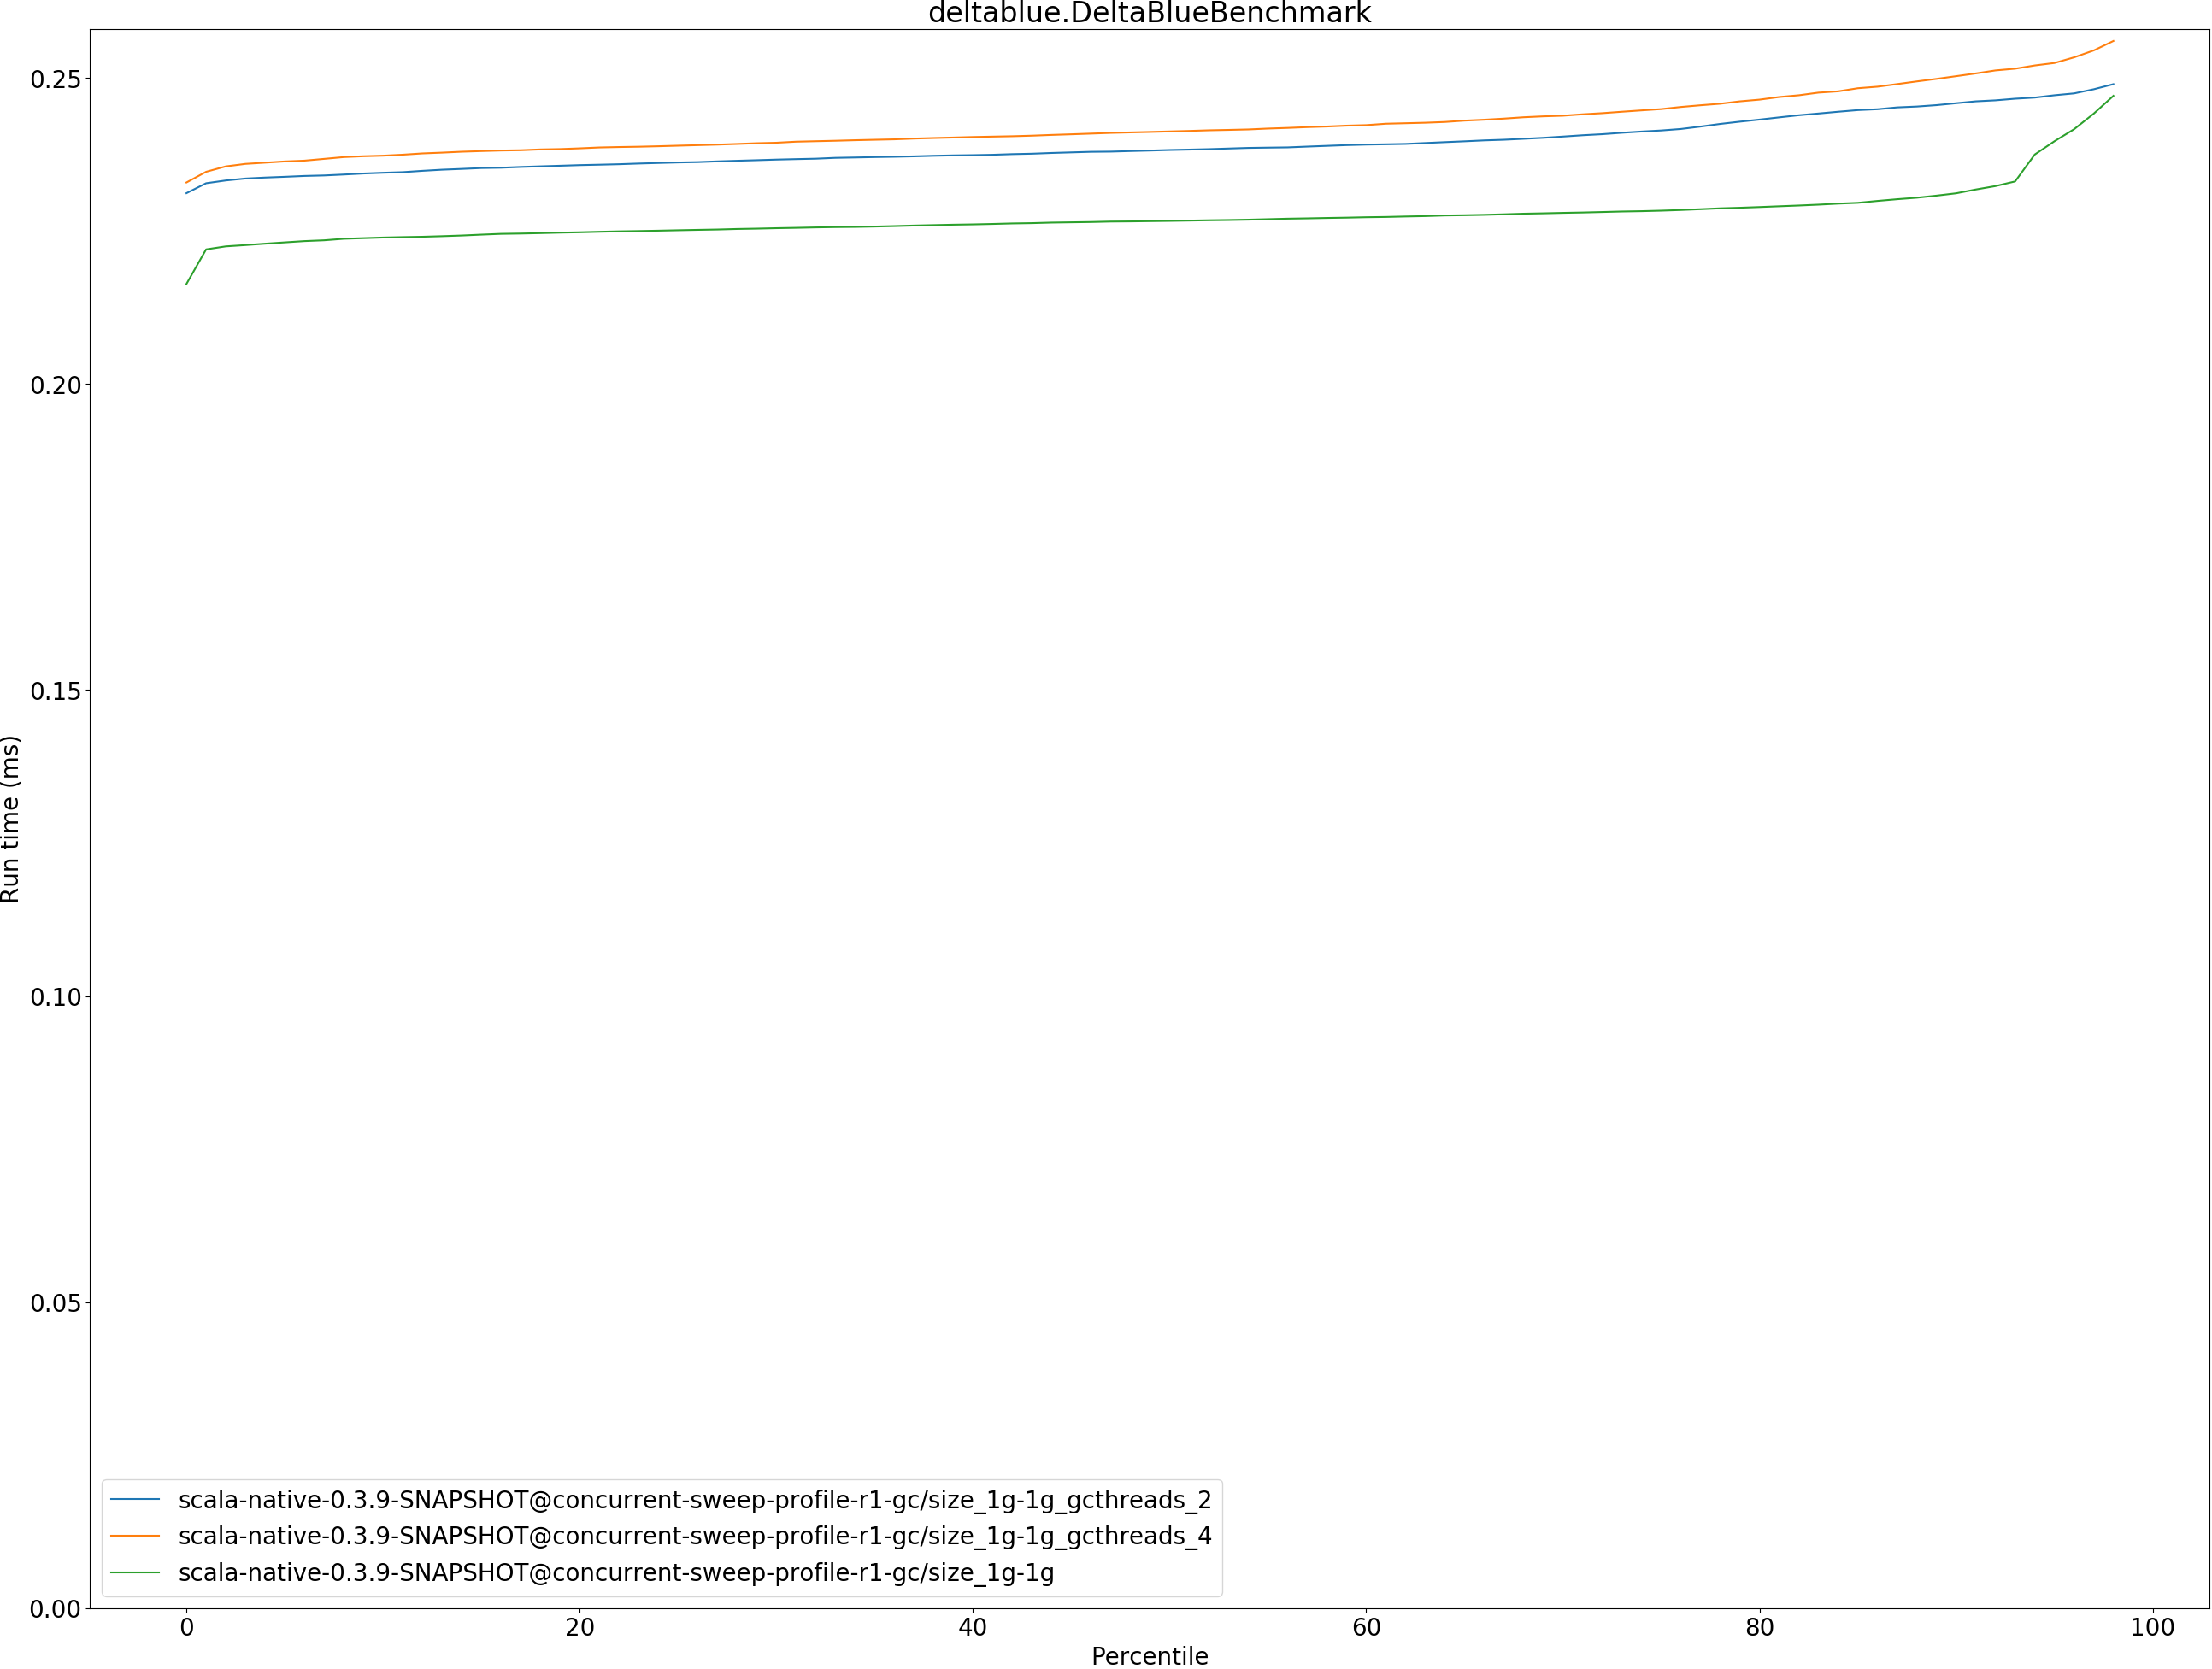 deltablue.DeltaBlueBenchmark
0.25
0.20
0.15
0.10
0.05
0.00
Run time (ms)
scala-native-0.3.9-SNAPSHOT@concurrent-sweep-profile-r1-gc/size_1g-1g_gcthreads_2
scala-native-0.3.9-SNAPSHOT@concurrent-sweep-profile-r1-gc/size_1g-1g_gcthreads_4
scala-native-0.3.9-SNAPSHOT@concurrent-sweep-profile-r1-gc/size_1g-1g
0 20 40 60 80 100
Percentile